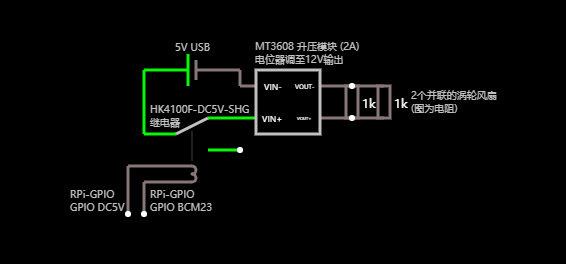 5V USB
MT3608 升压模块 (2A)
电位器调至12V输出
VIN-
VOUT-
HK4100F-DC5V-SHG
继电器
VIN+
VOUT+
1k
1k
2个并联的涡轮风扇
(图为电阻)
RPi-GPIO
GPIO DC5V
RPi-GPIO
GPIO BCM23